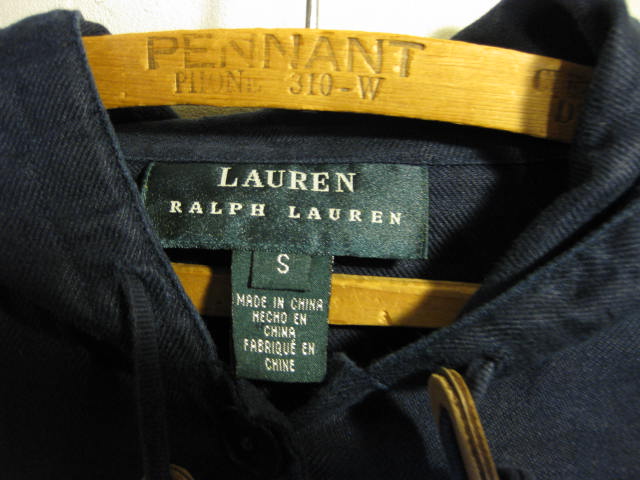 PENNANT
PHONE 310-W
LAUREN
RALPH LAUREN
S
MADE IN CHINA
HECHO EN
CHINA
FABRIQUÉ EN
CHINE